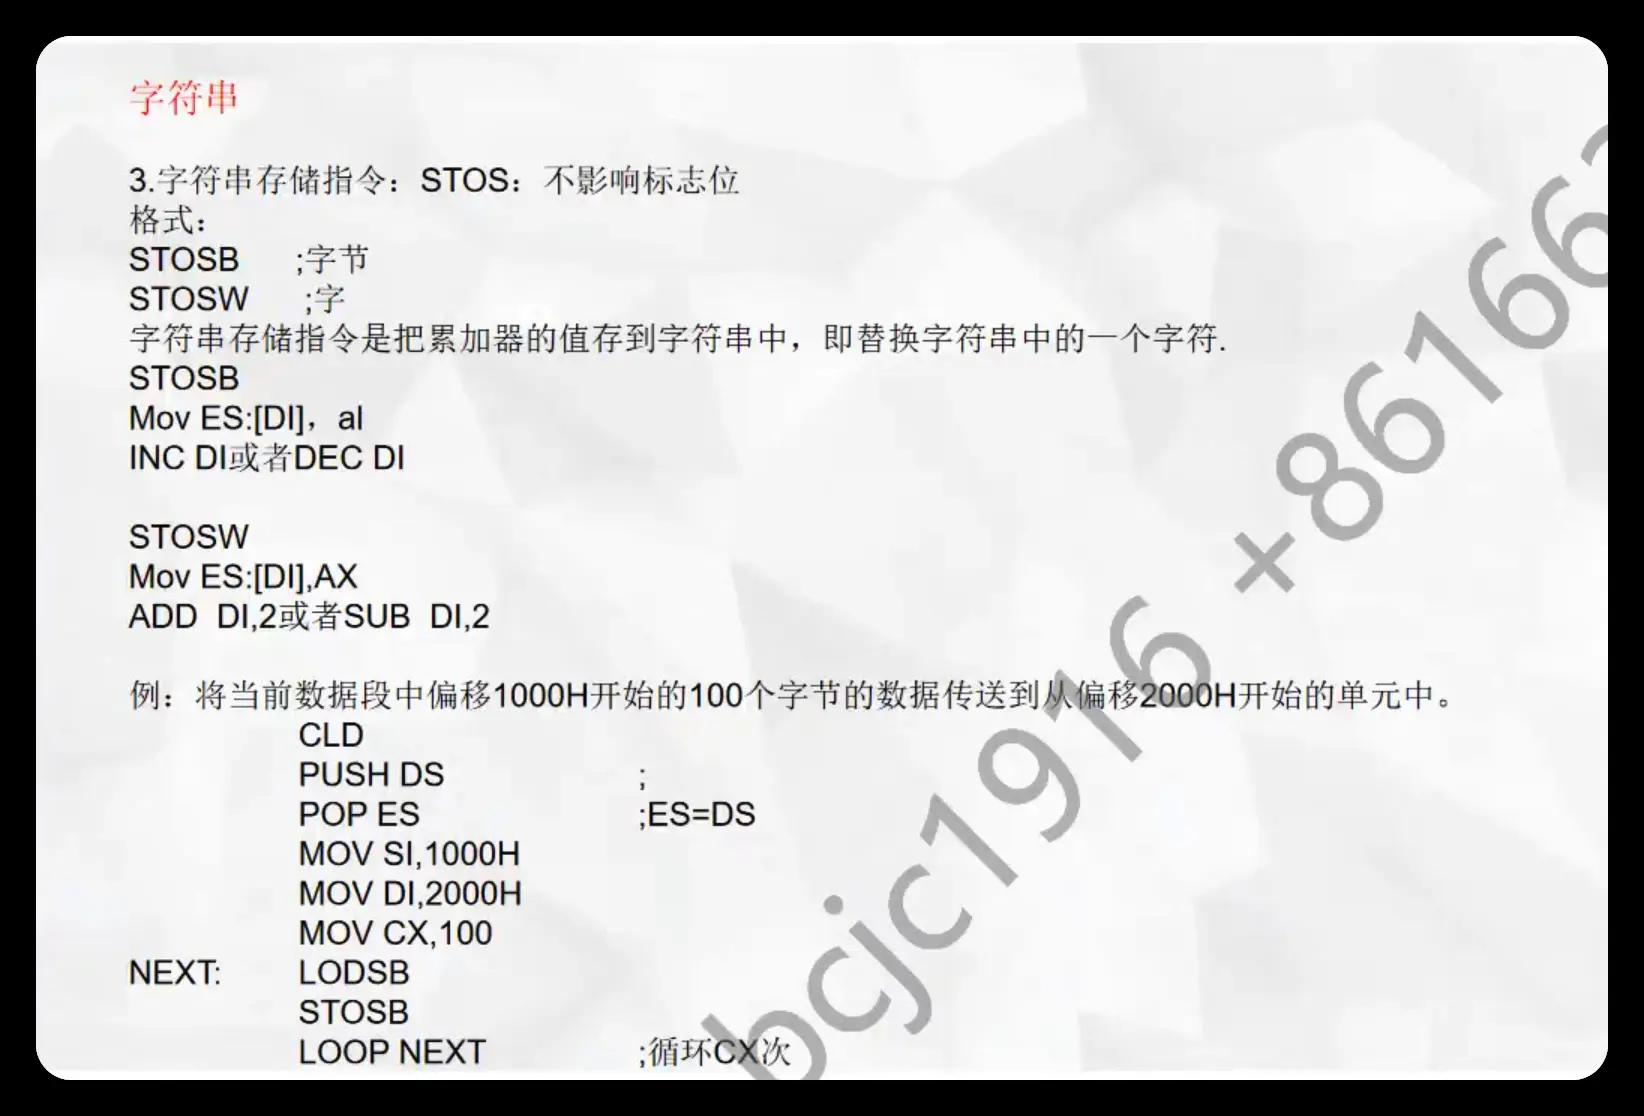 字符串
3.字符串存储指令：STOS：不影响标志位
格式：
STOSB ;字节
STOSW ;字
字符串存储指令是把累加器的值存到字符串中，即替换字符串中的一个字符.
STOSB
Mov ES:[DI]，al
INC DI或者DEC DI
STOSW
Mov ES:[DI],AX
ADD DI,2或者SUB DI,2
例：将当前数据段中偏移1000H开始的100个字节的数据传送到从偏移2000H开始的单元中。
CLD
PUSH DS ;
POP ES ;ES=DS
MOV SI,1000H
MOV DI,2000H
MOV CX,100
NEXT: LODSB
STOSB
LOOP NEXT ;循环CX次
bcjc1916 +86166